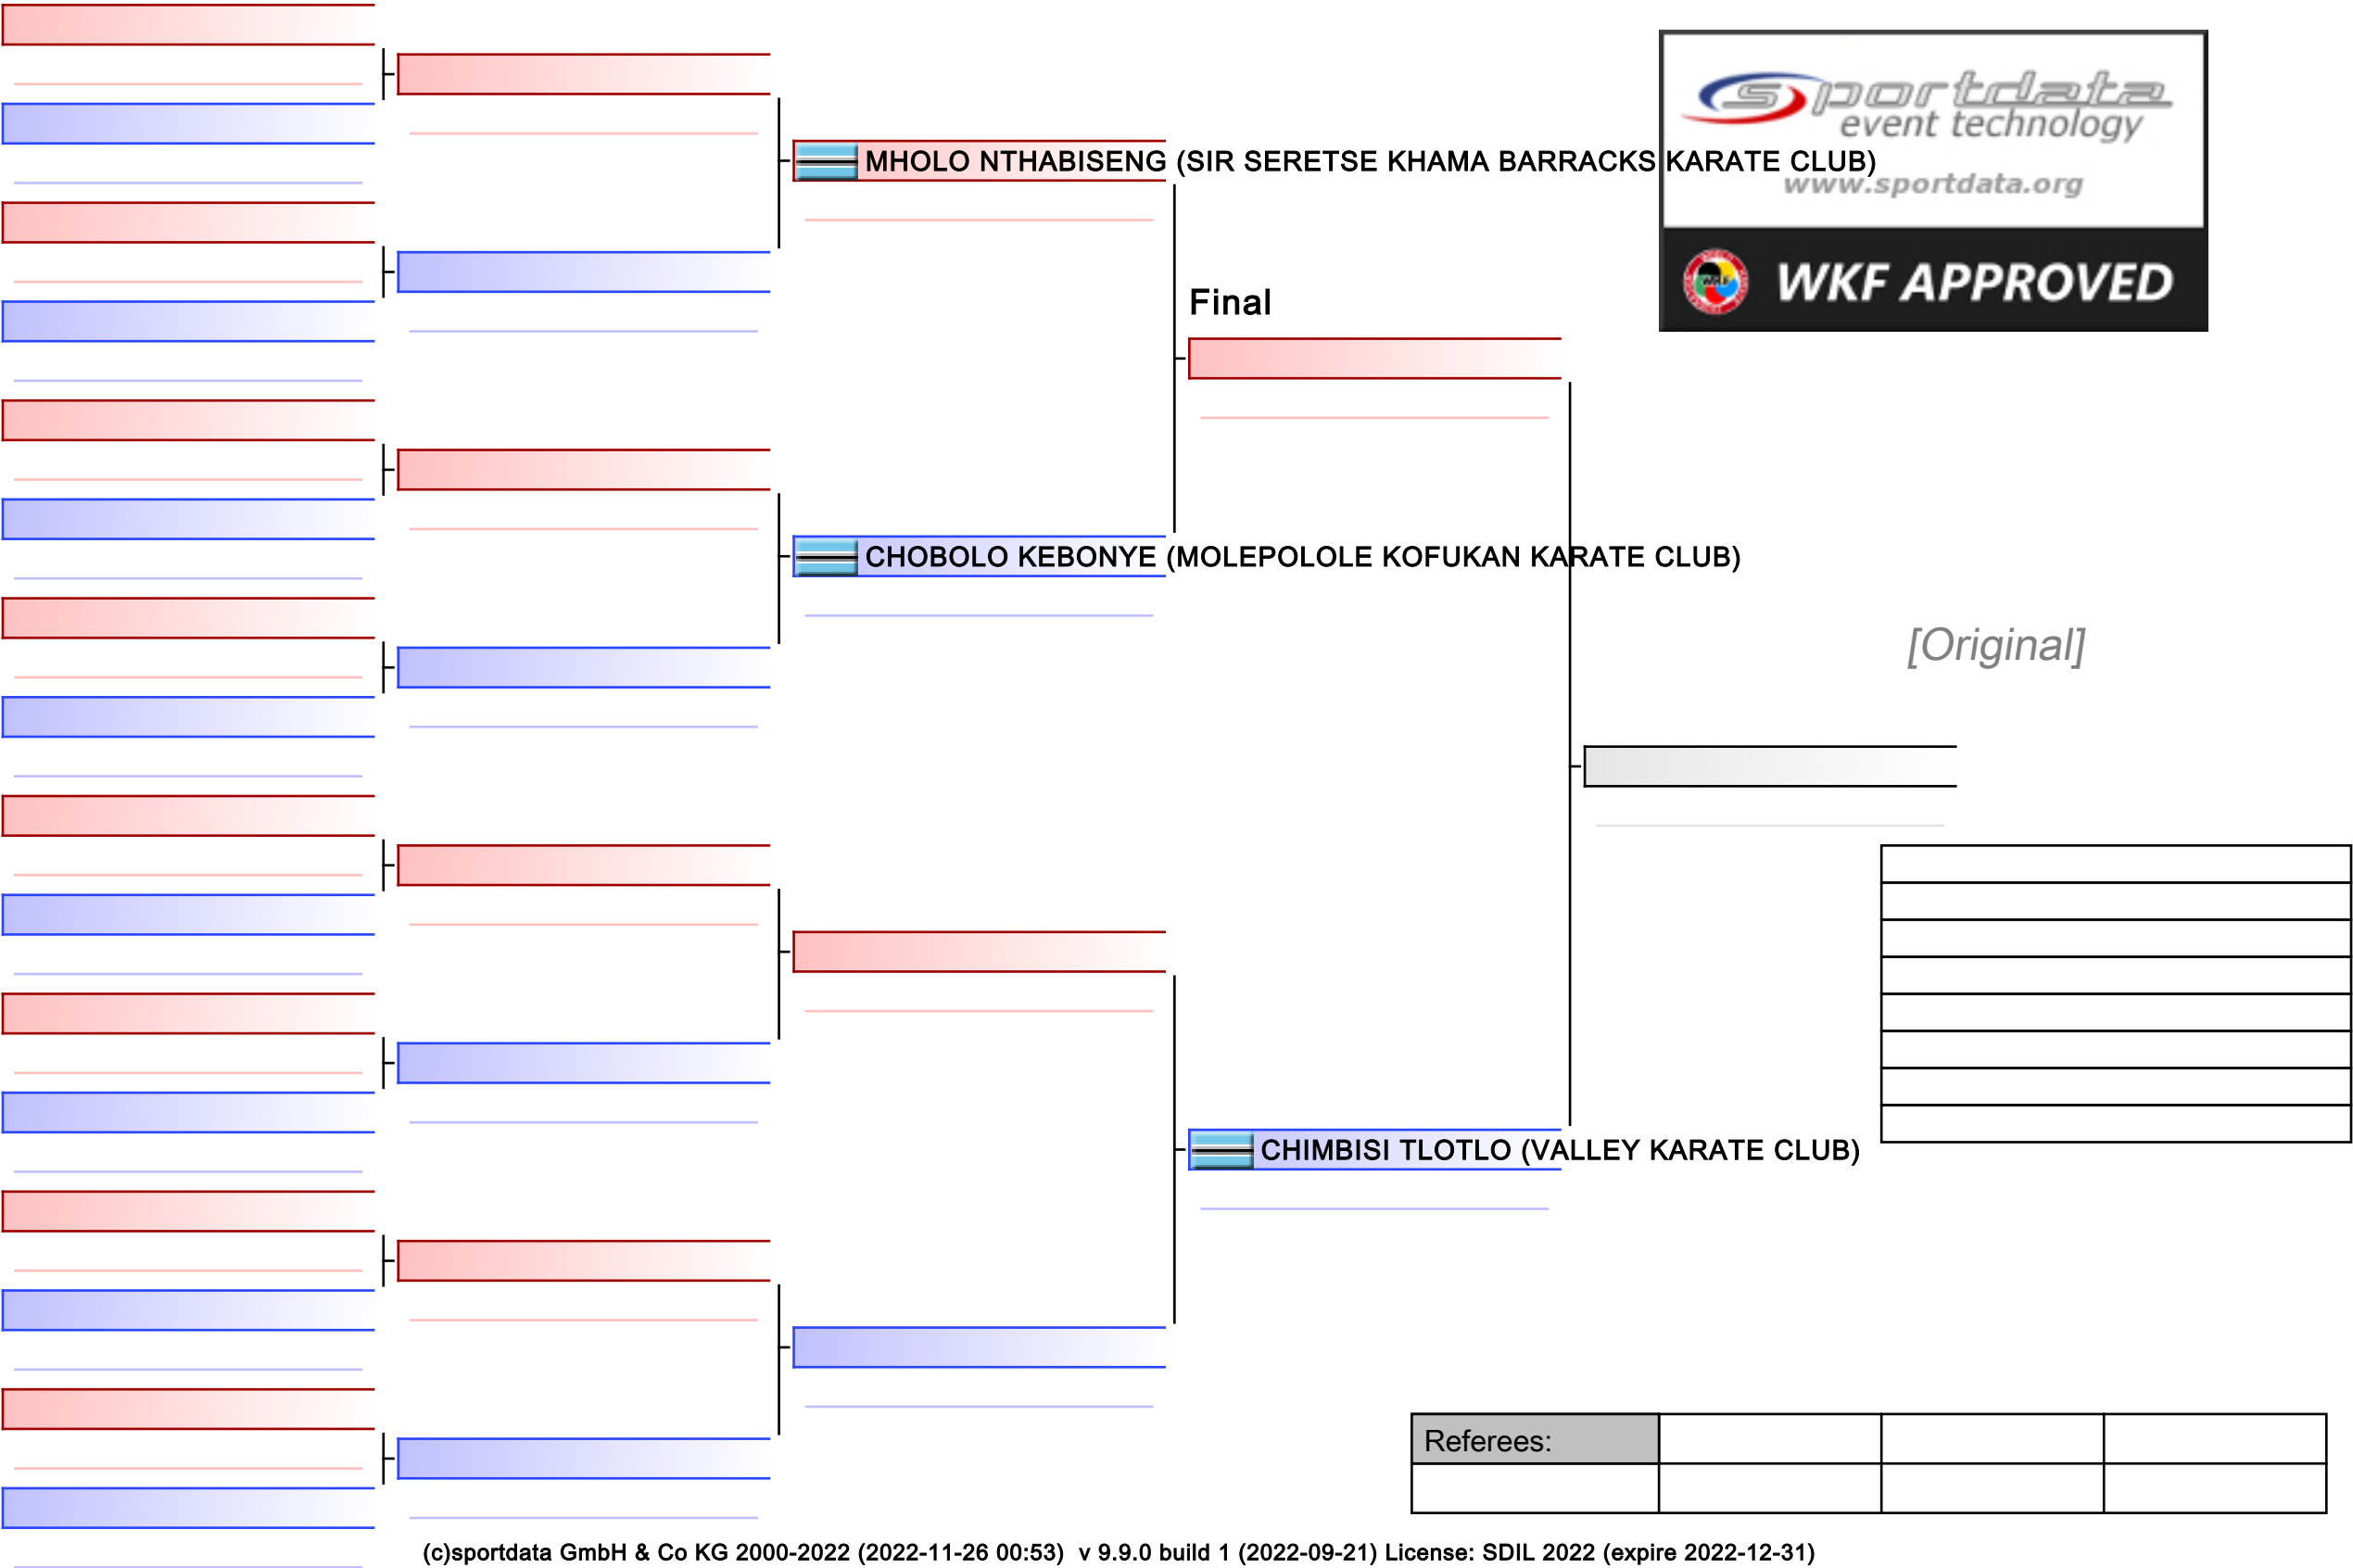 sportdata
event technology
www.sportdata.org
WKF APPROVED
MHOLO NTHABISENG (SIR SERETSE KHAMA BARRACKS KARATE CLUB)
Final
CHOBOLO KEBONYE (MOLEPOLOLE KOFUKAN KARATE CLUB)
[Original]
CHIMBISI TLOTLO (VALLEY KARATE CLUB)
Referees:
(c)sportdata GmbH & Co KG 2000-2022 (2022-11-26 00:53)  v 9.9.0 build 1 (2022-09-21) License: SDIL 2022 (expire 2022-12-31)